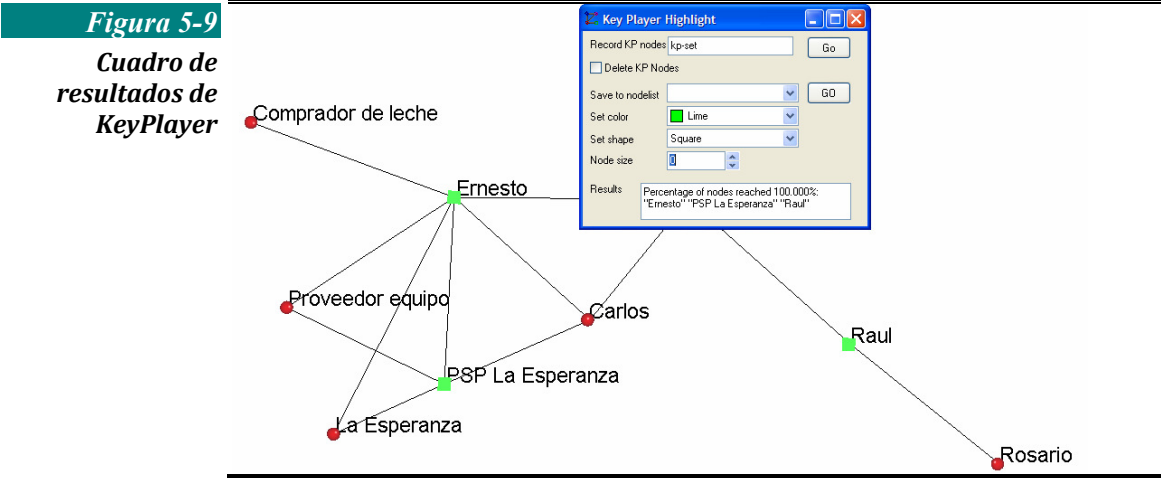 Figura 5-9
Cuadro de
resultados de
KeyPlayer
Key Player Highlight
Record KP nodes kp-set Go
Delete KP Nodes
Save to nodelist GO
Set color Lime
Set shape Square
Node size 0
Results Percentage of nodes reached 100.000%:
"Ernesto" "PSP La Esperanza" "Raul"
Comprador de leche
Ernesto
Proveedor equipo
Carlos
Raul
PSP La Esperanza
La Esperanza
Rosario